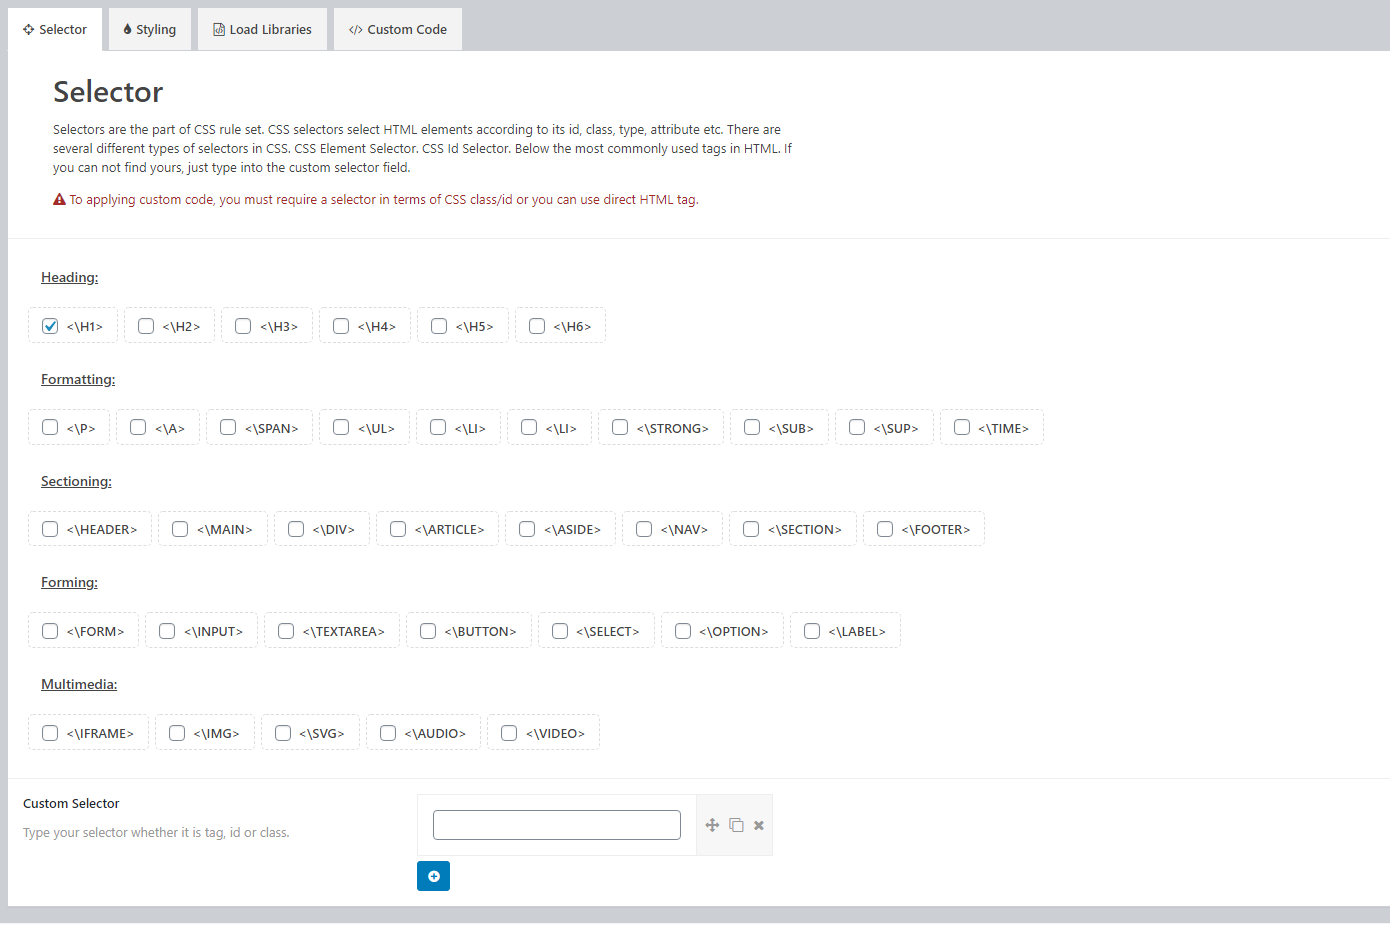 Selector Styling Load Libraries </> Custom Code
Selector
Selectors are the part of CSS rule set. CSS selectors select HTML elements according to its id, class, type, attribute etc. There are
several different types of selectors in CSS. CSS Element Selector. CSS Id Selector. Below the most commonly used tags in HTML. If
you can not find yours, just type into the custom selector field.
To applying custom code, you must require a selector in terms of CSS class/id or you can use direct HTML tag.
Heading:
<\H1> <\H2> <\H3> <\H4> <\H5> <\H6>
Formatting:
<\P> <\A> <\SPAN> <\UL> <\LI> <\LI> <\STRONG> <\SUB> <\SUP> <\TIME>
Sectioning:
<\HEADER> <\MAIN> <\DIV> <\ARTICLE> <\ASIDE> <\NAV> <\SECTION> <\FOOTER>
Forming:
<\FORM> <\INPUT> <\TEXTAREA> <\BUTTON> <\SELECT> <\OPTION> <\LABEL>
Multimedia:
<\IFRAME> <\IMG> <\SVG> <\AUDIO> <\VIDEO>
Custom Selector
Type your selector whether it is tag, id or class.